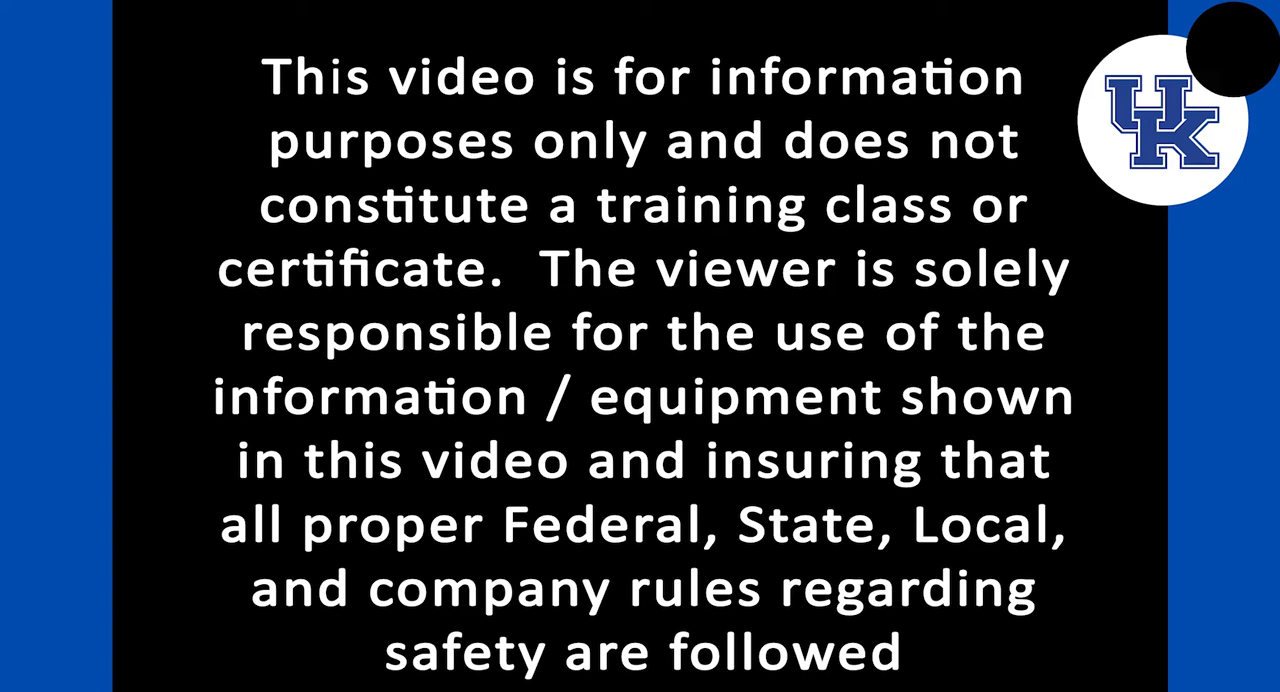 This video is for information
purposes only and does not
constitute a training class or
certificate.  The viewer is solely
responsible for the use of the
information / equipment shown
in this video and insuring that
all proper Federal, State, Local,
and company rules regarding
safety are followed
UK